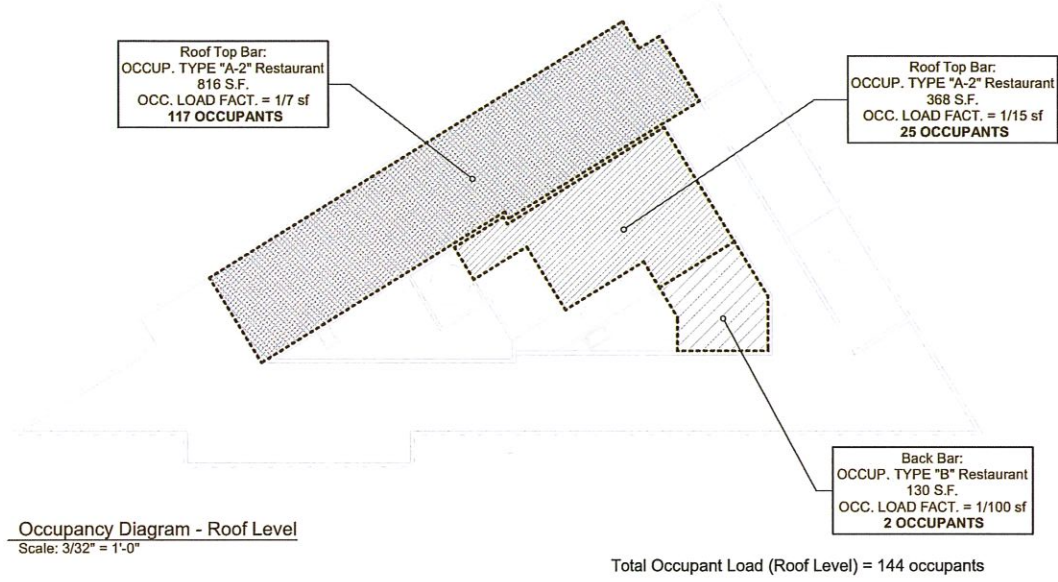 Roof Top Bar:
OCCUP. TYPE "A-2" Restaurant
816 S.F.
OCC. LOAD FACT. = 1/7 sf
117 OCCUPANTS
Roof Top Bar:
OCCUP. TYPE "A-2" Restaurant
368 S.F.
OCC. LOAD FACT. = 1/15 sf
25 OCCUPANTS
Back Bar:
OCCUP. TYPE "B" Restaurant
130 S.F.
OCC. LOAD FACT. = 1/100 sf
2 OCCUPANTS
Occupancy Diagram - Roof Level
Scale: 3/32" = 1'-0"
Total Occupant Load (Roof Level) = 144 occupants